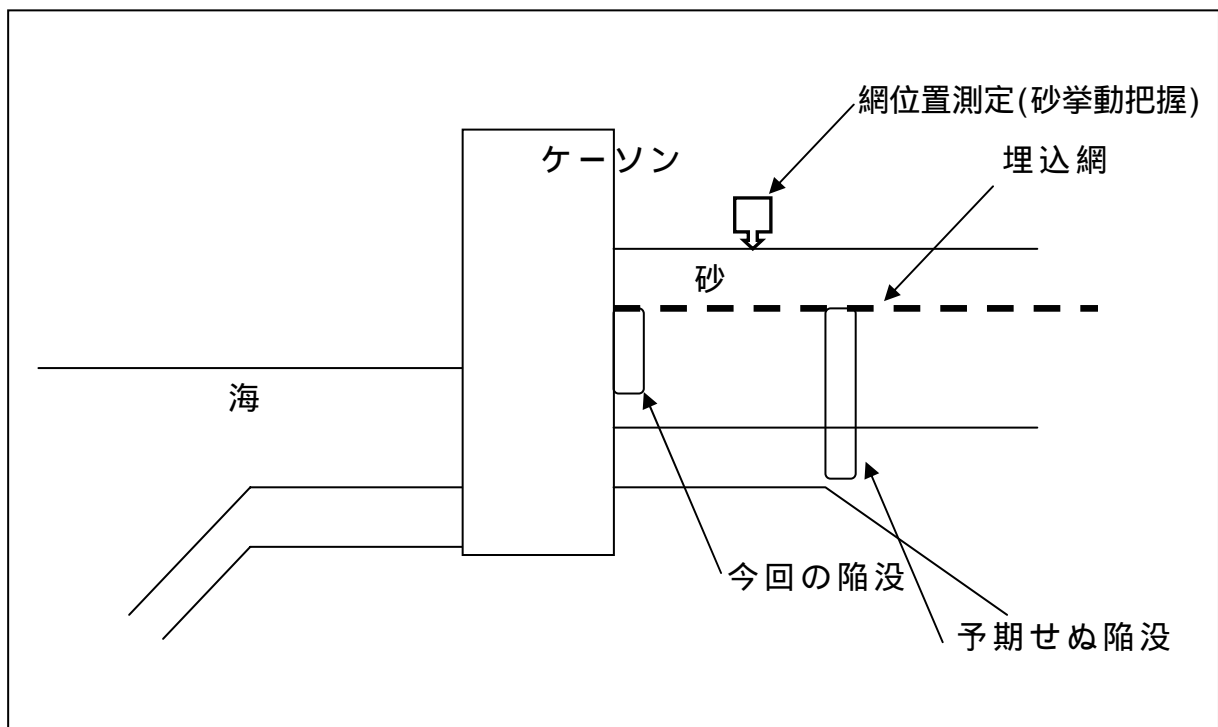 網位置測定(砂挙動把握)
ケーソン
埋込網
砂
海
今回の陥没
予期せぬ陥没